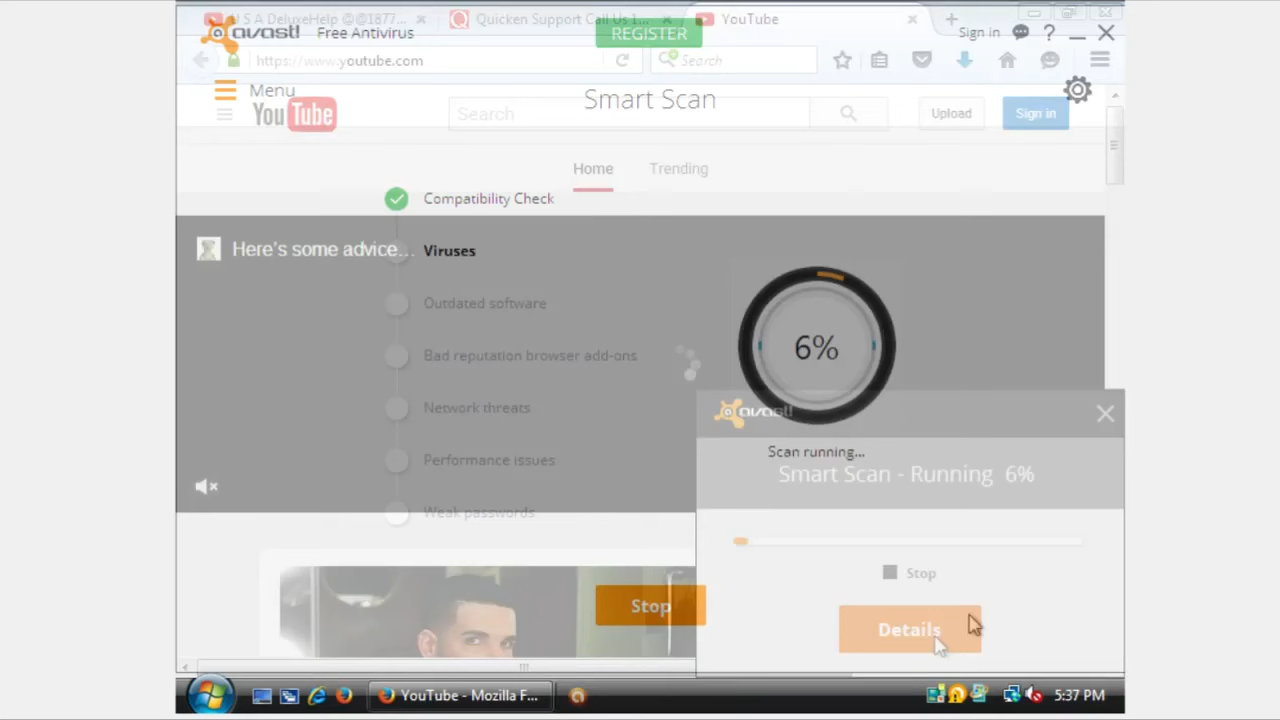 U S A DeluxeHelp @@1877...
Quicken Support Call Us 1...
YouTube
avast! Free Antivirus
REGISTER
Sign in
?
https://www.youtube.com
Search
Menu
Smart Scan
YouTube
Search
Upload
Sign in
Home
Trending
Compatibility Check
Here's some advice...
Viruses
Outdated software
Bad reputation browser add-ons
6%
Network threats
avast!
Scan running...
Performance issues
Smart Scan - Running 6%
Weak passwords
Stop
Stop
Details
YouTube - Mozilla F...
5:37 PM